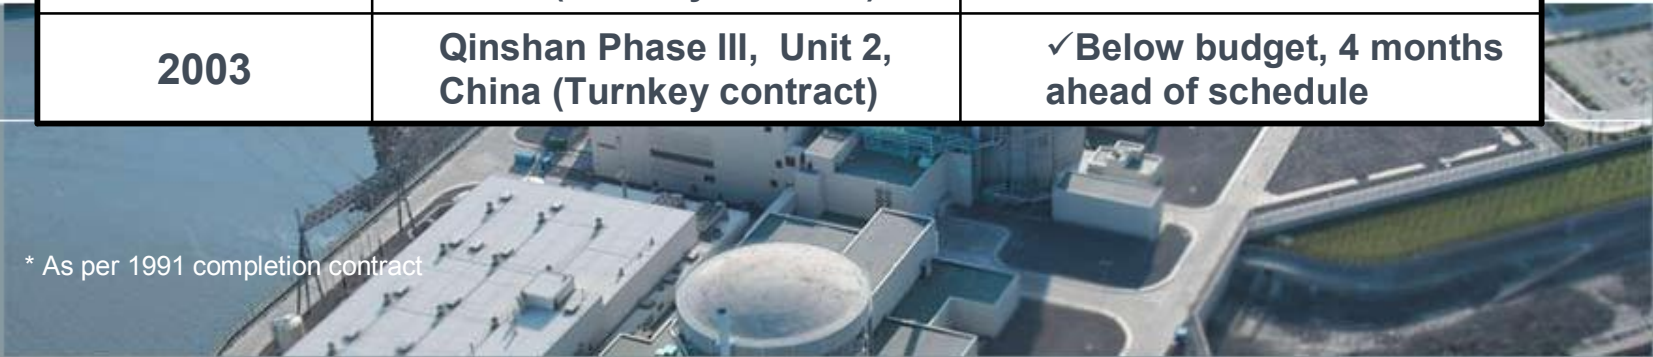 2003
Qinshan Phase III, Unit 2,
China (Turnkey contract)
✓Below budget, 4 months
ahead of schedule
* As per 1991 completion contract